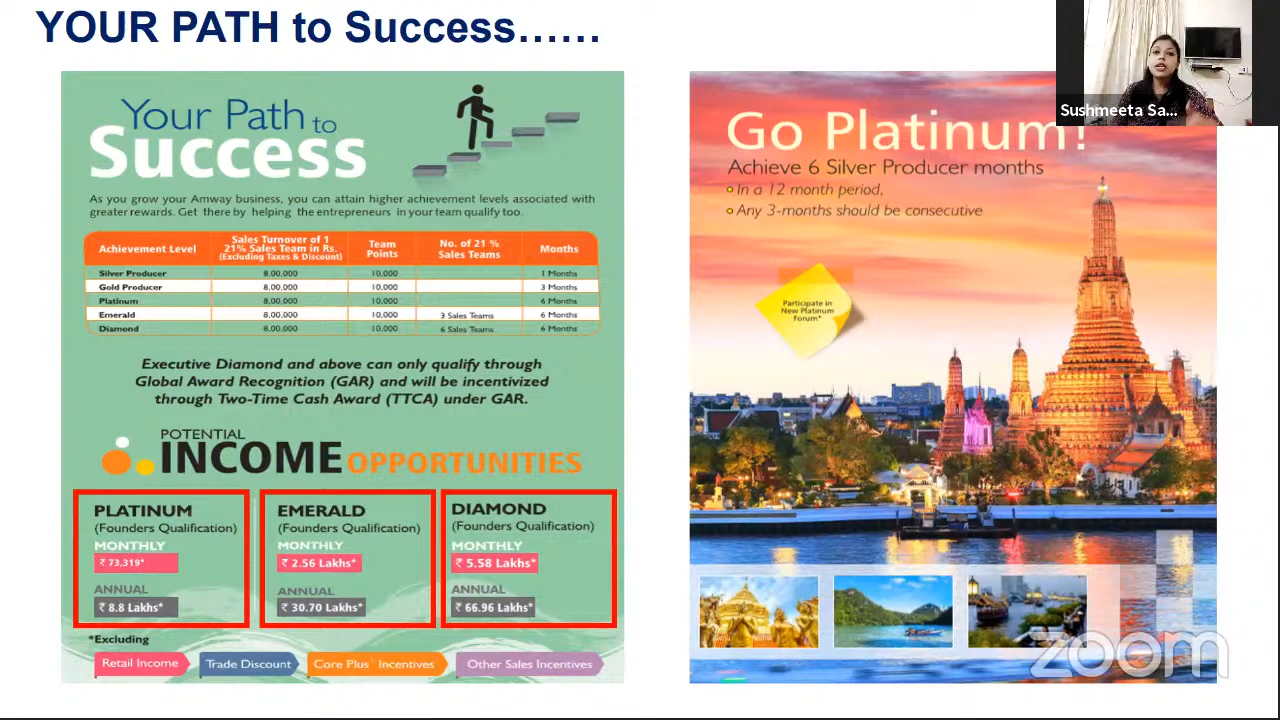 YOUR PATH to Success......
Your Path to
Success
As you grow your Amway business, you can attain higher achievement levels associated with
greater rewards. Get there by helping the entrepreneurs in your team qualify too.
Achievement Level
Sales Turnover of 1
21% Sales Team in Rs.
(Excluding Taxes & Discount)
Team
Points
No. of 21 %
Sales Teams
Months
Silver Producer 8,00,000 10,000 1 Months
Gold Producer 8,00,000 10,000 3 Months
Platinum 8,00,000 10,000 6 Months
Emerald 8,00,000 10,000 3 Sales Teams 6 Months
Diamond 8,00,000 10,000 6 Sales Teams 6 Months
Executive Diamond and above can only qualify through
Global Award Recognition (GAR) and will be incentivized
through Two-Time Cash Award (TTCA) under GAR.
POTENTIAL
INCOME OPPORTUNITIES
PLATINUM
(Founders Qualification)
MONTHLY
₹ 73,319*
ANNUAL
₹ 8.8 Lakhs*
EMERALD
(Founders Qualification)
MONTHLY
₹ 2.56 Lakhs*
ANNUAL
₹ 30.70 Lakhs*
DIAMOND
(Founders Qualification)
MONTHLY
₹ 5.58 Lakhs*
ANNUAL
₹ 66.96 Lakhs*
*Excluding
Retail Income
Trade Discount
Core Plus+ Incentives
Other Sales Incentives
Go Platinum!
Achieve 6 Silver Producer months
In a 12 month period,
Any 3-months should be consecutive
Participate in
New Platinum
Forum*
Sushmeeta Sa...
zoom